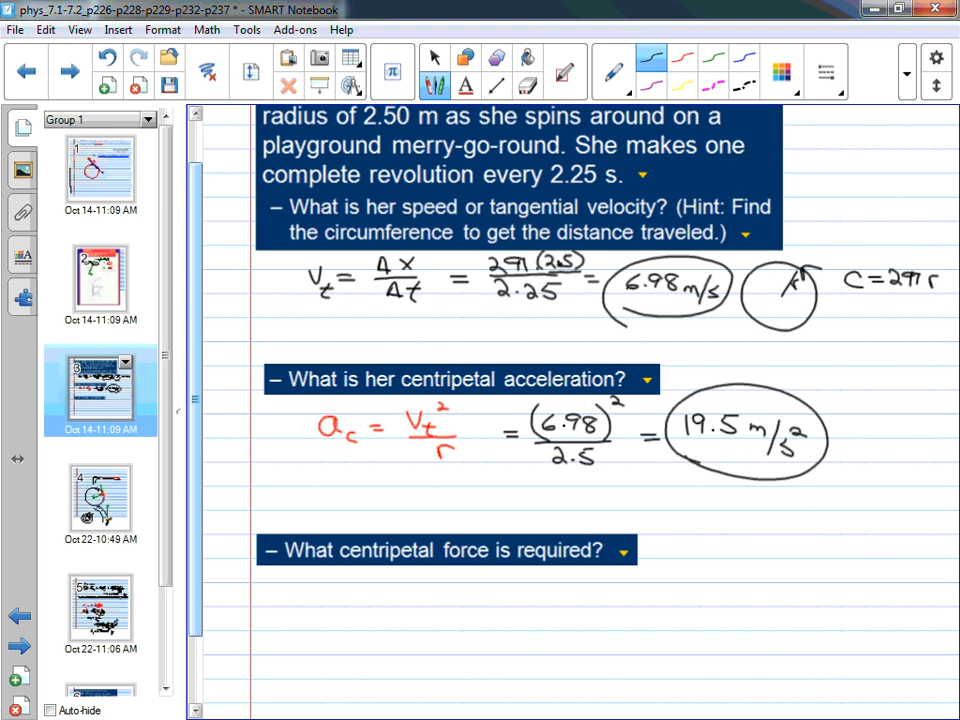 phys_7.1-7.2_p226-p228-p229-p232-p237 * - SMART Notebook
File Edit View Insert Format Math Tools Add-ons Help
Group 1
1
Oct 14-11:09 AM
2
Oct 14-11:09 AM
3
Oct 14-11:09 AM
4
Oct 22-10:49 AM
5
Oct 22-11:06 AM
Auto-hide
radius of 2.50 m as she spins around on a
playground merry-go-round. She makes one
complete revolution every 2.25 s.
– What is her speed or tangential velocity? (Hint: Find
the circumference to get the distance traveled.)
Vt = Δx/Δt = 2π(2.5)/2.25 = 6.98 m/s r C = 2πr
– What is her centripetal acceleration?
ac = Vt²/r = (6.98)²/2.5 = 19.5 m/s²
– What centripetal force is required?